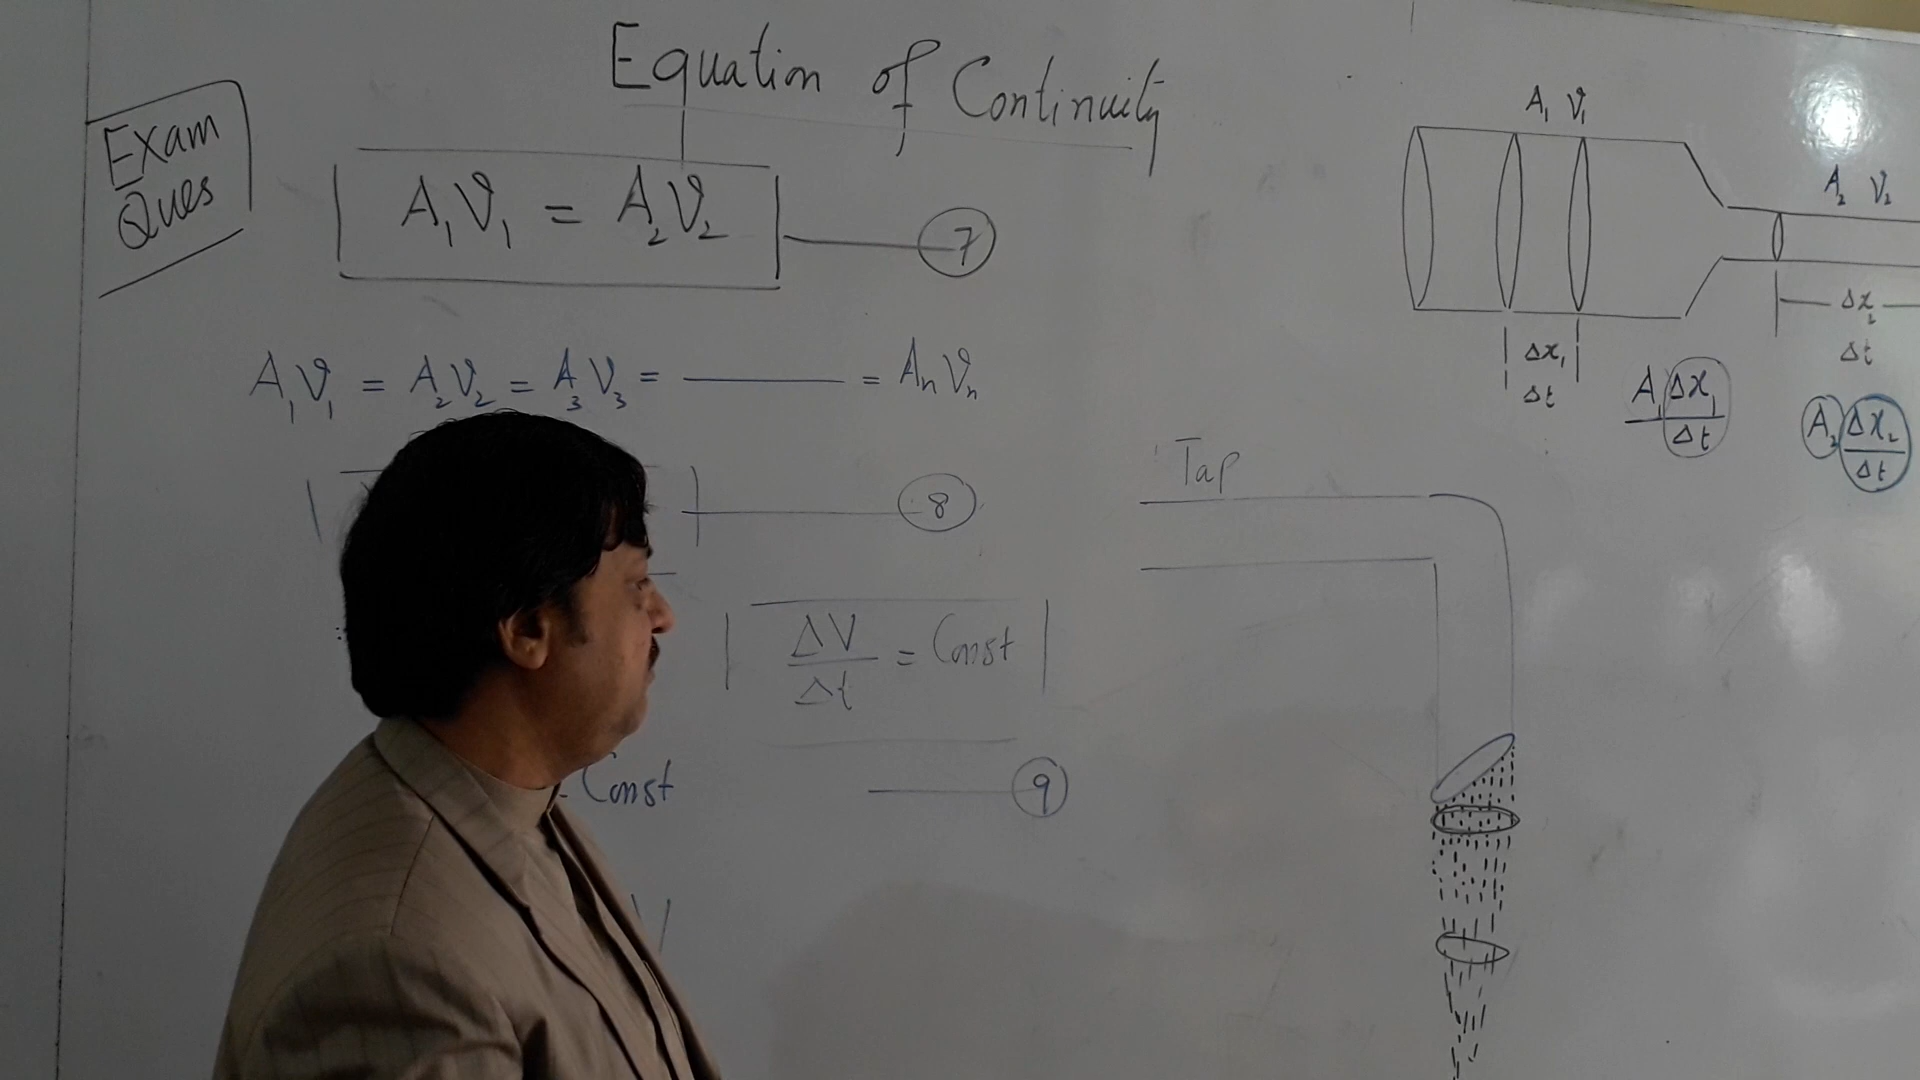 Equation of Continuity
Exam
Ques
A₁V₁ = A₂V₂ ——— 7
A₁V₁ = A₂V₂ = A₃V₃ = ——— = AₙVₙ
8
ΔV/Δt = Const
Const ——— 9
A₁ V₁
A₂ V₂
Δx₁
Δt
Δx₂
Δt
A₁ Δx₁/Δt
A₂ Δx₂/Δt
Tap